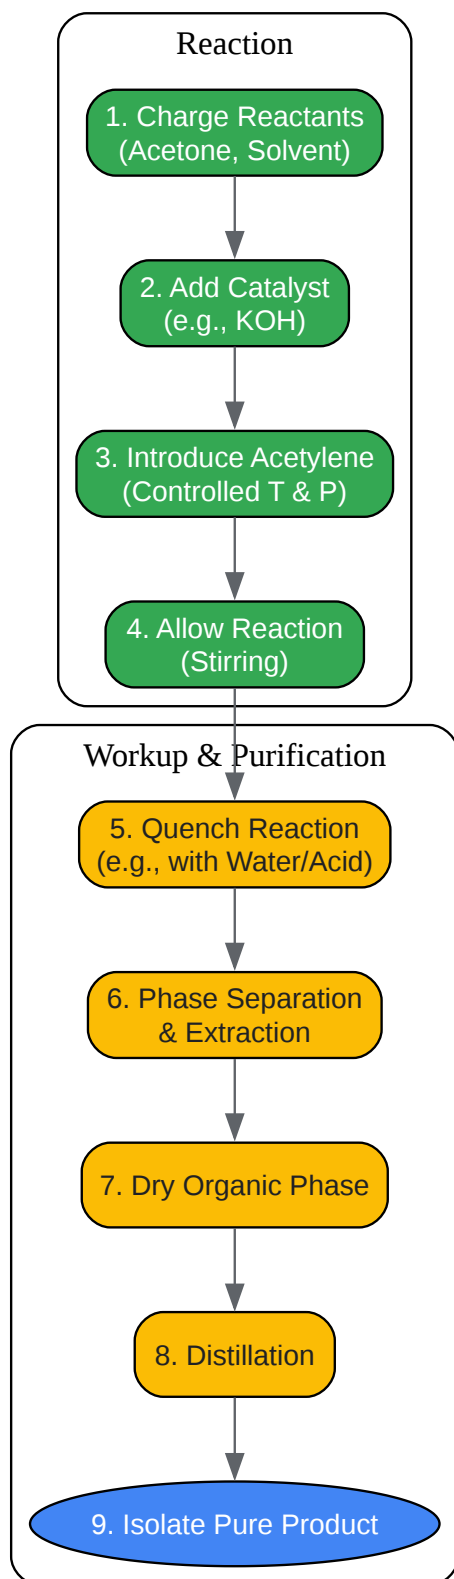 Reaction
1. Charge Reactants
(Acetone, Solvent)
2. Add Catalyst
(e.g., KOH)
3. Introduce Acetylene
(Controlled T & P)
4. Allow Reaction
(Stirring)
Workup & Purification
5. Quench Reaction
(e.g., with Water/Acid)
6. Phase Separation
& Extraction
7. Dry Organic Phase
8. Distillation
9. Isolate Pure Product